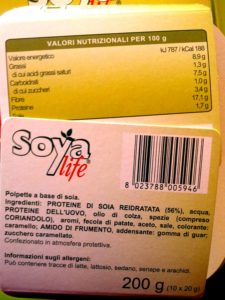 VALORI NUTRIZIONALI PER 100 g
kJ 787 / kCal 188
Valore energetico 8,9 g
Grassi 1,3 g
di cui acidi grassi saturi 7,5 g
Carboidrati 1,0 g
di cui zuccheri 3,4 g
Fibre 17,1 g
Proteine 1,7 g
Soya
life
®
8 023788 005946
Polpette a base di soia.
Ingredienti: PROTEINE DI SOIA REIDRATATA (56%), acqua,
PROTEINE DELL'UOVO, olio di colza, spezie (compreso
CORIANDOLO), aromi, fecola di patate, aceto, sale, colorante:
caramello; AMIDO DI FRUMENTO, addensante: gomma di guar;
zucchero caramellato.
Confezionato in atmosfera protettiva.
Informazioni sugli allergeni:
Può contenere tracce di latte, lattosio, sedano, senape e arachidi.
200 g (10 x 20 g)